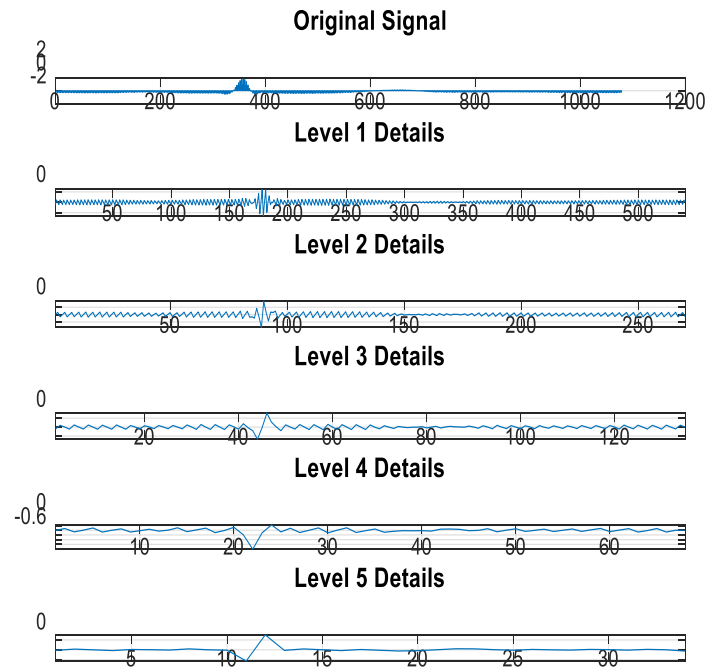 Original Signal
2
0
-2
0 200 400 600 800 1000 1200
Level 1 Details
0
50 100 150 200 250 300 350 400 450 500
Level 2 Details
0
50 100 150 200 250
Level 3 Details
0
20 40 60 80 100 120
Level 4 Details
0
-0.6
10 20 30 40 50 60
Level 5 Details
0
5 10 15 20 25 30